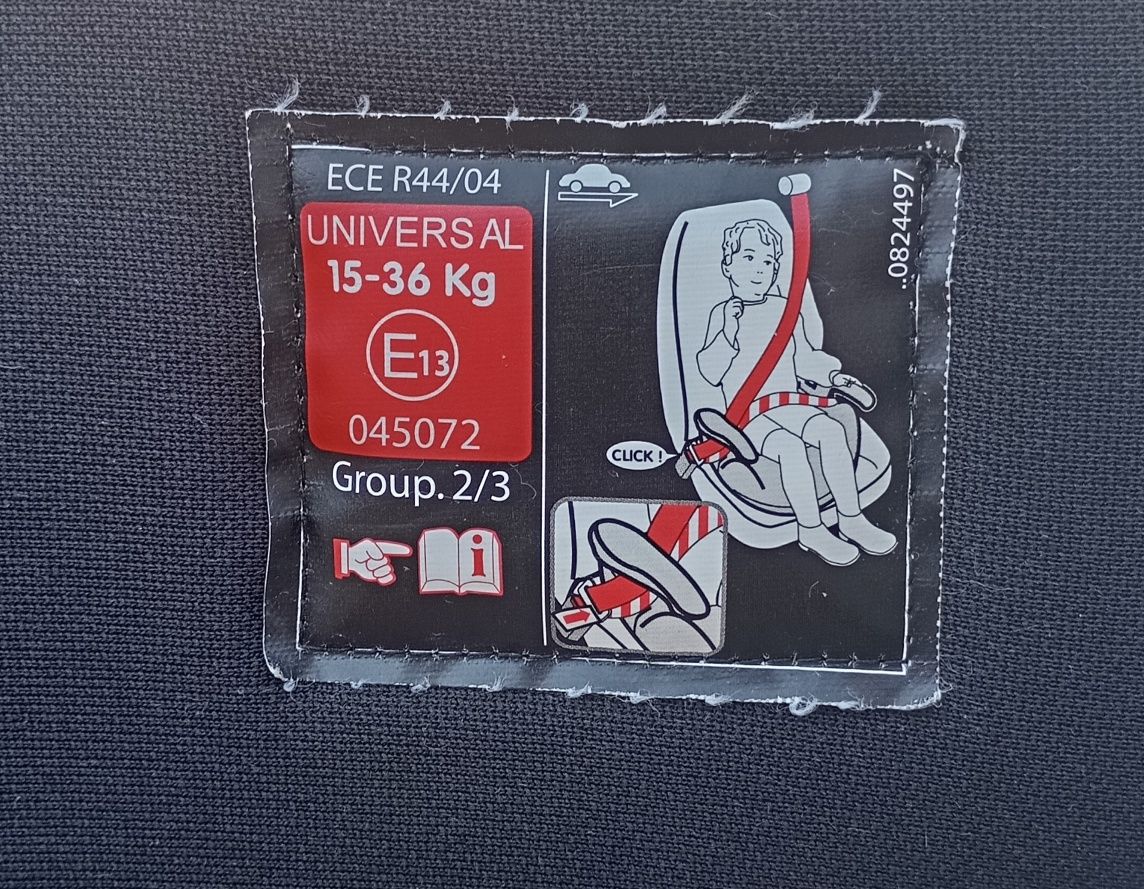 ECE R44/04
UNIVERSAL
15-36 Kg
E13
045072
Group. 2/3
i
CLICK !
..0824497